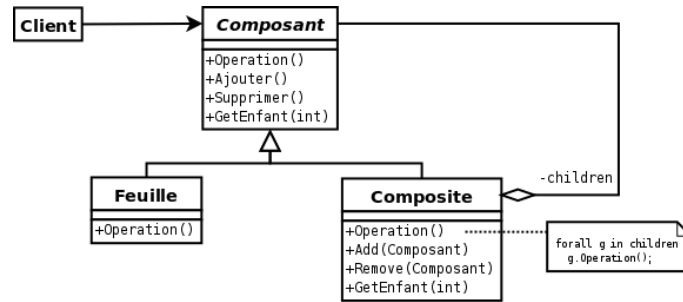 Client
Composant
+Operation()
+Ajouter()
+Supprimer()
+GetEnfant(int)
-children
Feuille
+Operation()
Composite
+Operation()
+Add(Composant)
+Remove(Composant)
+GetEnfant(int)
forall g in children
g.Operation();